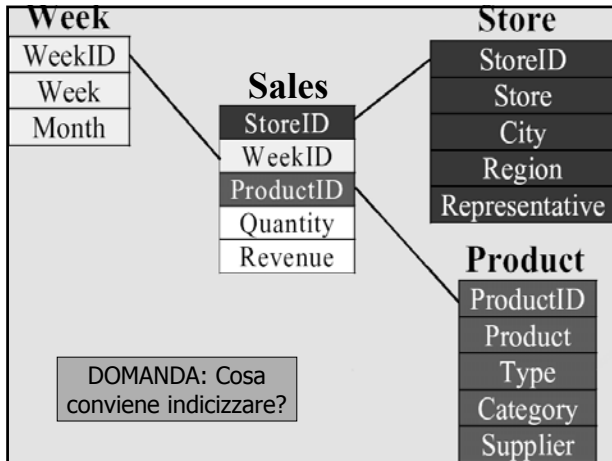 Week
WeekID
Week
Month
Sales
StoreID
WeekID
ProductID
Quantity
Revenue
Store
StoreID
Store
City
Region
Representative
Product
ProductID
Product
Type
Category
Supplier
DOMANDA: Cosa
conviene indicizzare?